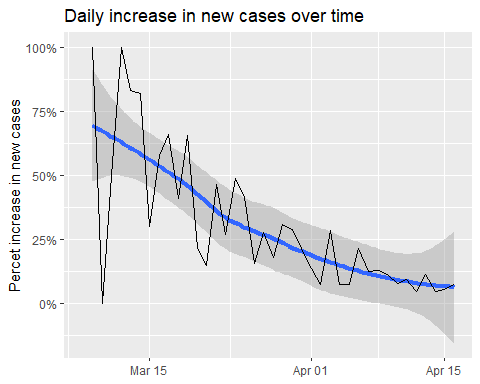 Daily increase in new cases over time
Percet increase in new cases
100%
75%
50%
25%
0%
Mar 15
Apr 01
Apr 15